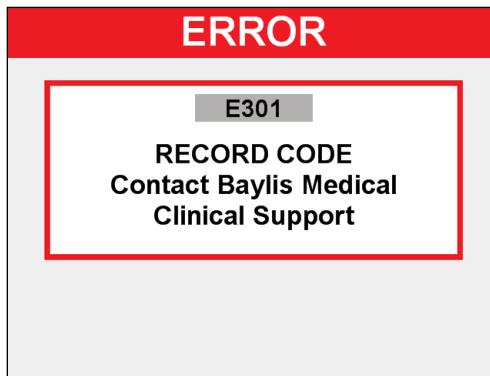 ERROR
E301
RECORD CODE
Contact Baylis Medical
Clinical Support